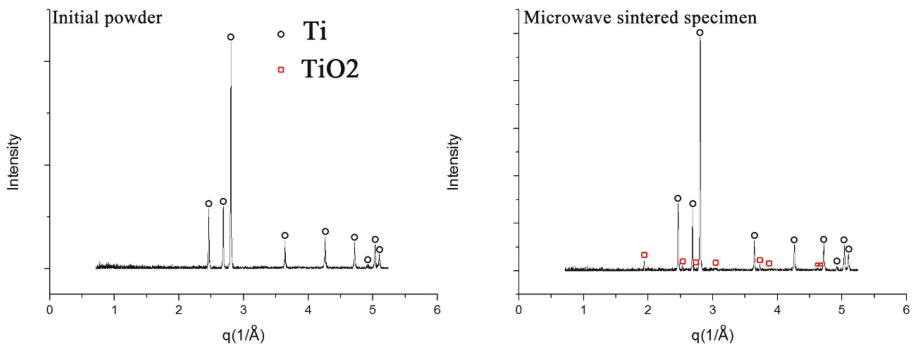 Initial powder
Ti
TiO2
Intensity
0 1 2 3 4 5 6
q(1/Å)
Microwave sintered specimen
Intensity
0 1 2 3 4 5 6
q(1/Å)